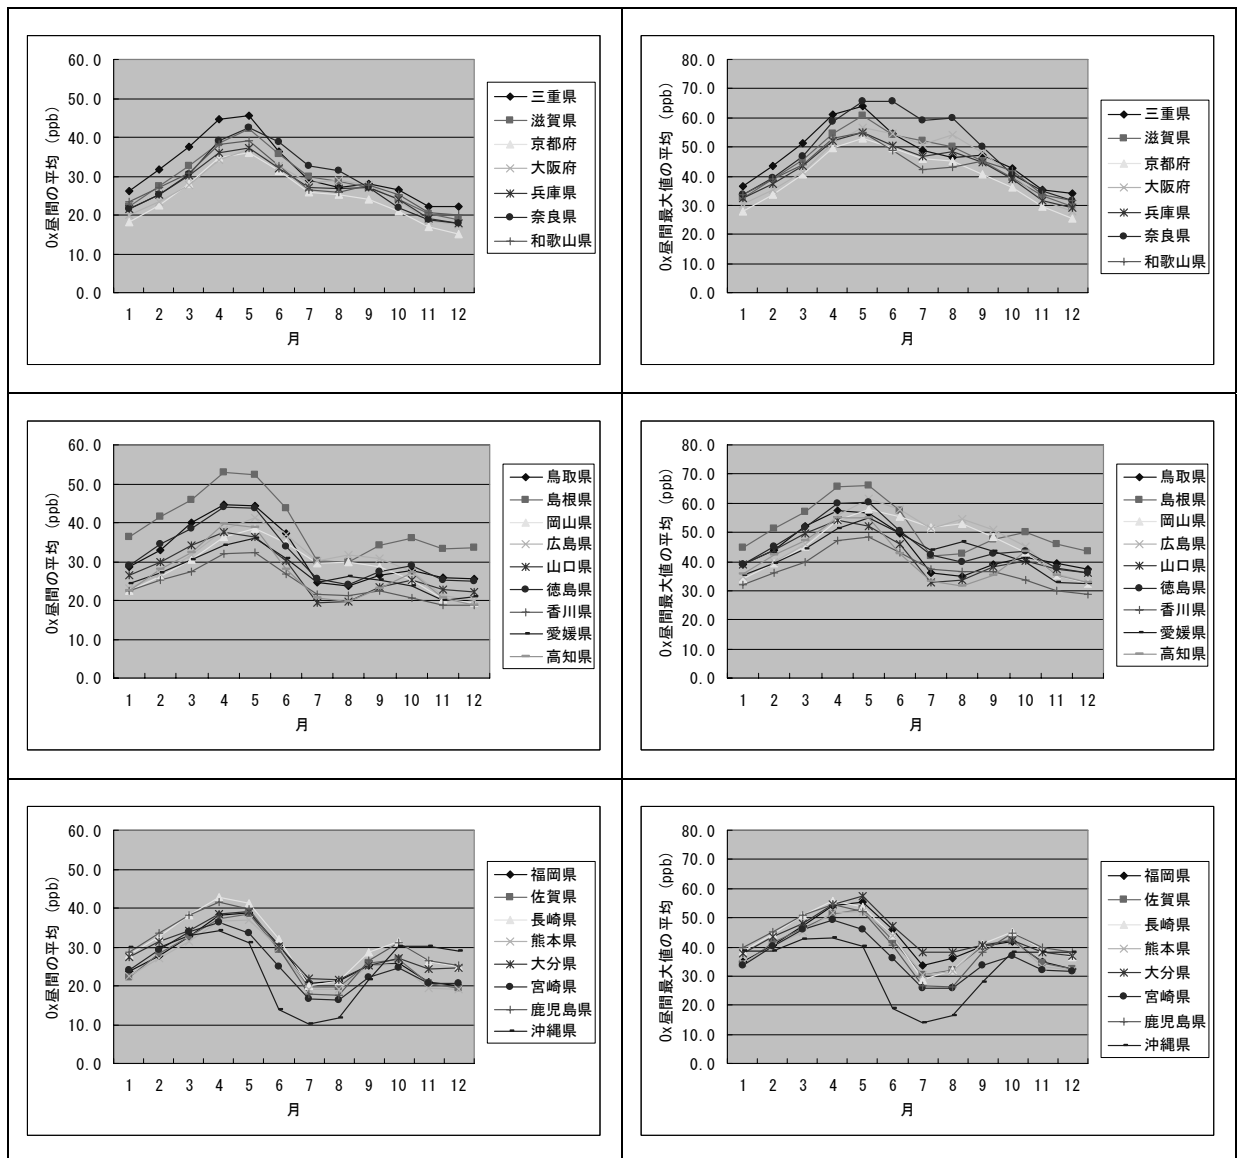 Ox昼間の平均 (ppb)
60.0
50.0
40.0
30.0
20.0
10.0
0.0
1 2 3 4 5 6 7 8 9 10 11 12
月
三重県
滋賀県
京都府
大阪府
兵庫県
奈良県
和歌山県
Ox昼間最大値の平均 (ppb)
80.0
70.0
60.0
50.0
40.0
30.0
20.0
10.0
0.0
1 2 3 4 5 6 7 8 9 10 11 12
月
三重県
滋賀県
京都府
大阪府
兵庫県
奈良県
和歌山県
Ox昼間の平均 (ppb)
60.0
50.0
40.0
30.0
20.0
10.0
0.0
1 2 3 4 5 6 7 8 9 10 11 12
月
鳥取県
島根県
岡山県
広島県
山口県
徳島県
香川県
愛媛県
高知県
Ox昼間最大値の平均 (ppb)
80.0
70.0
60.0
50.0
40.0
30.0
20.0
10.0
0.0
1 2 3 4 5 6 7 8 9 10 11 12
月
鳥取県
島根県
岡山県
広島県
山口県
徳島県
香川県
愛媛県
高知県
Ox昼間の平均 (ppb)
60.0
50.0
40.0
30.0
20.0
10.0
0.0
1 2 3 4 5 6 7 8 9 10 11 12
月
福岡県
佐賀県
長崎県
熊本県
大分県
宮崎県
鹿児島県
沖縄県
Ox昼間最大値の平均 (ppb)
80.0
70.0
60.0
50.0
40.0
30.0
20.0
10.0
0.0
1 2 3 4 5 6 7 8 9 10 11 12
月
福岡県
佐賀県
長崎県
熊本県
大分県
宮崎県
鹿児島県
沖縄県